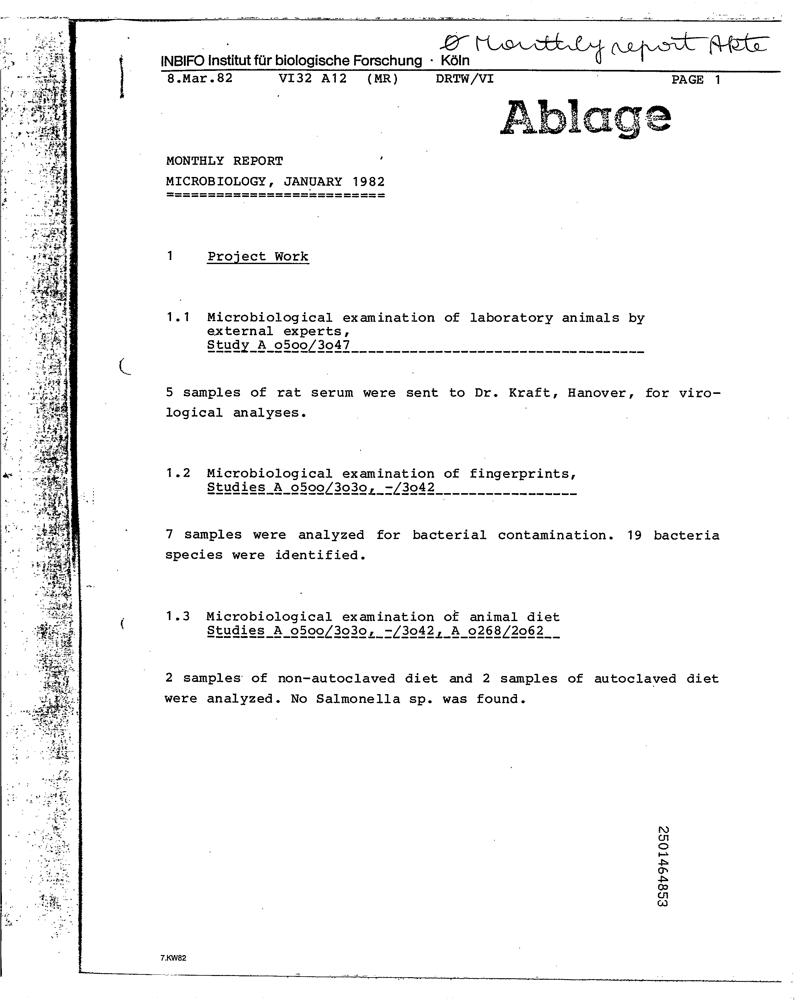 Ø Monthly report Akte
INBIFO Institut für biologische Forschung · Köln
8.Mar.82 VI32 A12 (MR) DRTW/VI PAGE 1
Ablage
MONTHLY REPORT
MICROBIOLOGY, JANUARY 1982
==========================
1 Project Work
1.1 Microbiological examination of laboratory animals by
external experts,
Study A o5oo/3o47
5 samples of rat serum were sent to Dr. Kraft, Hanover, for viro-
logical analyses.
1.2 Microbiological examination of fingerprints,
Studies A o5oo/3o3o, -/3o42
7 samples were analyzed for bacterial contamination. 19 bacteria
species were identified.
1.3 Microbiological examination of animal diet
Studies A o5oo/3o3o, -/3o42, A o268/2o62
2 samples of non-autoclaved diet and 2 samples of autoclaved diet
were analyzed. No Salmonella sp. was found.
2501464853
7.KW82